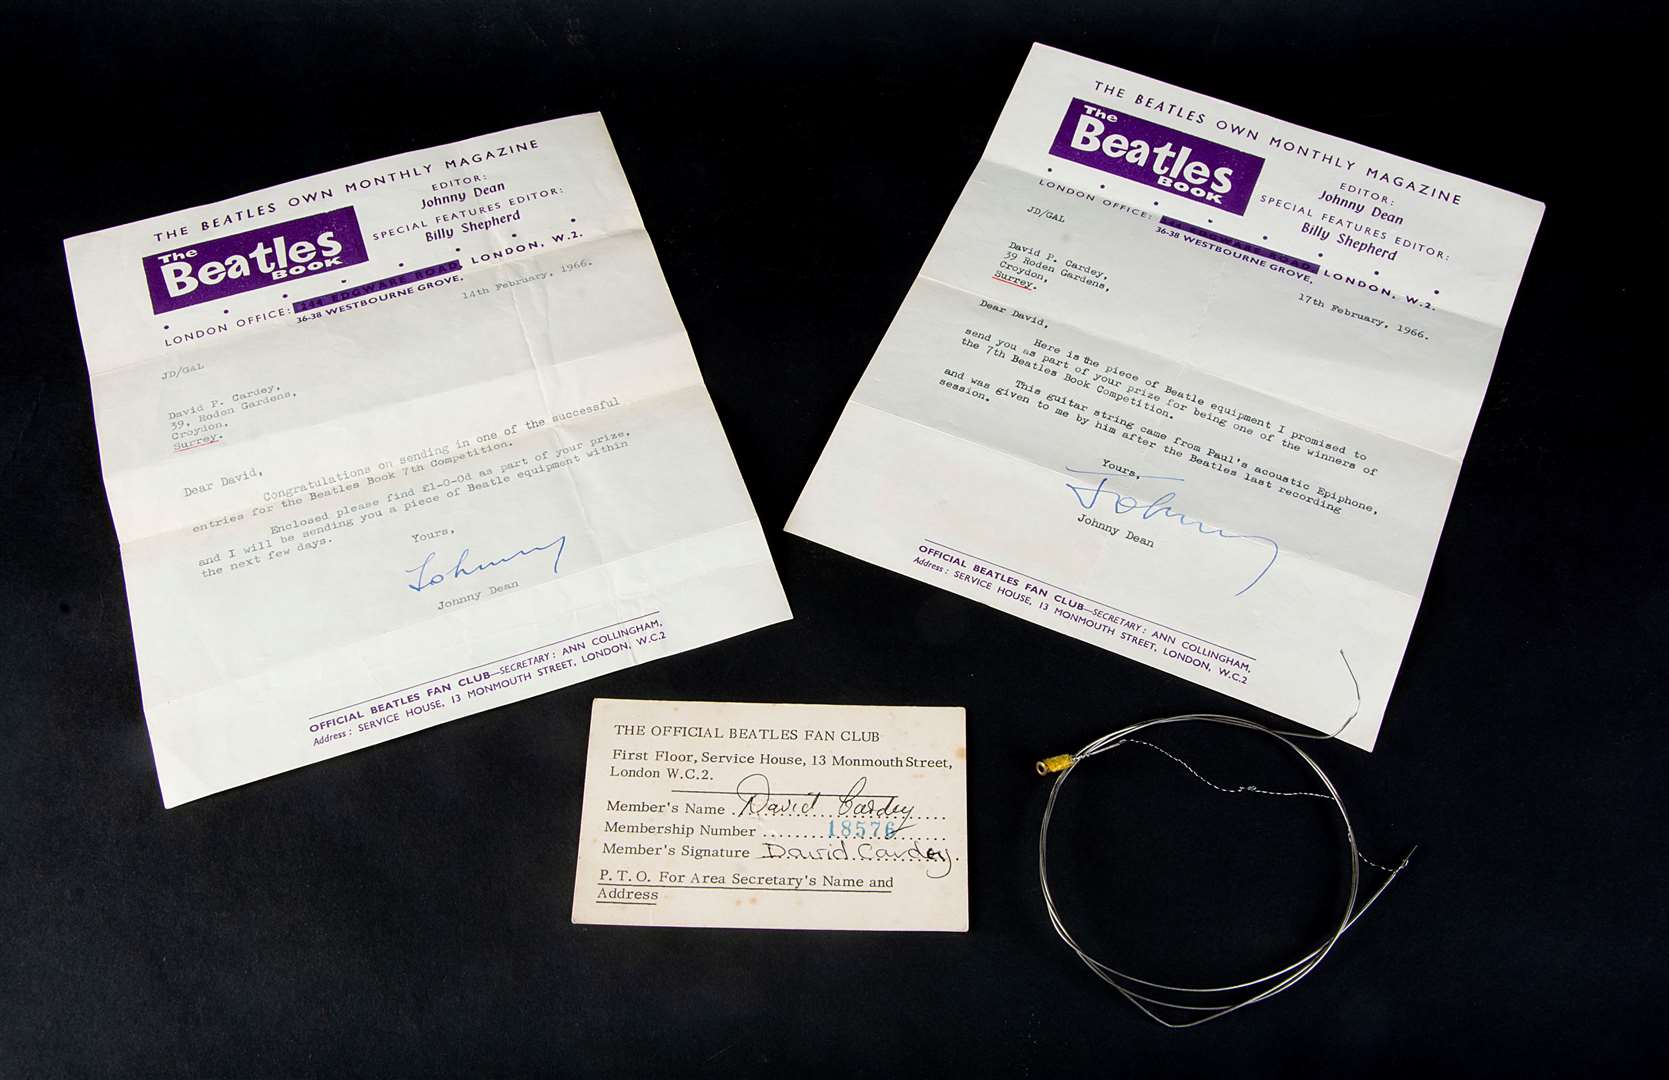 THE BEATLES OWN MONTHLY MAGAZINE
The
Beatles
BOOK
EDITOR:
Johnny Dean
SPECIAL FEATURES EDITOR:
Billy Shepherd
LONDON OFFICE: 244 EDGWARE ROAD, LONDON, W.2.
36-38 WESTBOURNE GROVE,
14th February, 1966.
JD/GAL
David P. Cardey,
39, Roden Gardens,
Croydon,
Surrey.
Dear David,
Congratulations on sending in one of the successful
entries for the Beatles Book 7th Competition.
Enclosed please find £1-0-0d as part of your prize,
and I will be sending you a piece of Beatle equipment within
the next few days.
Yours,
Johnny
Johnny Dean
OFFICIAL BEATLES FAN CLUB—SECRETARY: ANN COLLINGHAM,
Address: SERVICE HOUSE, 13 MONMOUTH STREET, LONDON, W.C.2
THE BEATLES OWN MONTHLY MAGAZINE
The
Beatles
BOOK
EDITOR:
Johnny Dean
SPECIAL FEATURES EDITOR:
Billy Shepherd
LONDON OFFICE: 244 EDGWARE ROAD, LONDON, W.2.
36-38 WESTBOURNE GROVE,
JD/GAL
17th February, 1966.
David P. Cardey,
39 Roden Gardens,
Croydon,
Surrey.
Dear David,
Here is the piece of Beatle equipment I promised to
send you as part of your prize for being one of the winners of
the 7th Beatles Book Competition.
This guitar string came from Paul's acoustic Epiphone,
and was given to me by him after the Beatles last recording
session.
Yours,
Johnny
Johnny Dean
OFFICIAL BEATLES FAN CLUB—SECRETARY: ANN COLLINGHAM,
Address: SERVICE HOUSE, 13 MONMOUTH STREET, LONDON, W.C.2
THE OFFICIAL BEATLES FAN CLUB
First Floor, Service House, 13 Monmouth Street,
London W.C.2.
Member's Name David Cardey
Membership Number 18576
Member's Signature David Cardey.
P.T.O. For Area Secretary's Name and
Address